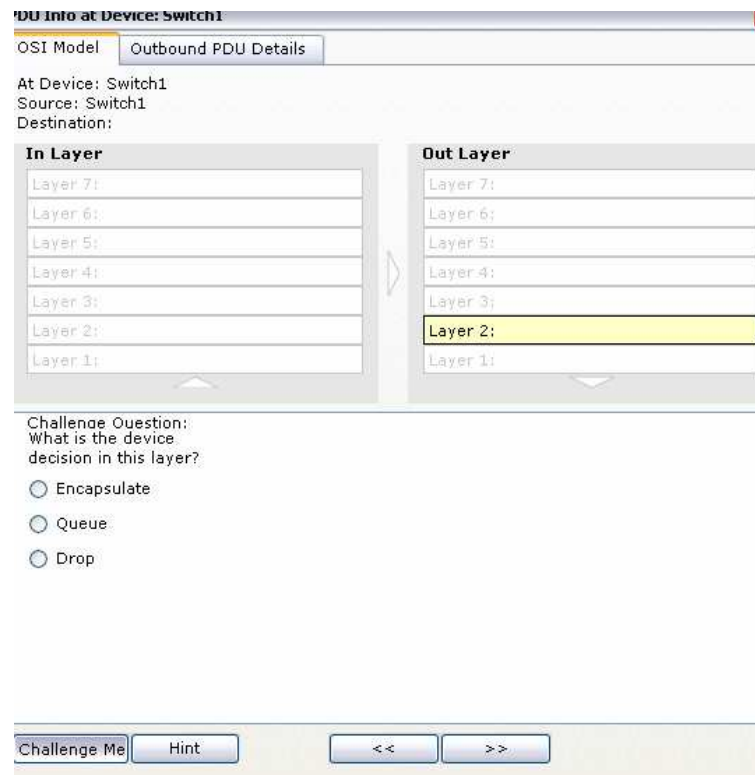 PDU Info at Device: Switch1
OSI Model
Outbound PDU Details
At Device: Switch1
Source: Switch1
Destination:
In Layer
Layer 7:
Layer 6:
Layer 5:
Layer 4:
Layer 3:
Layer 2:
Layer 1:
Out Layer
Layer 7:
Layer 6:
Layer 5:
Layer 4:
Layer 3:
Layer 2:
Layer 1:
Challenge Question:
What is the device
decision in this layer?
Encapsulate
Queue
Drop
Challenge Me
Hint
<<
>>